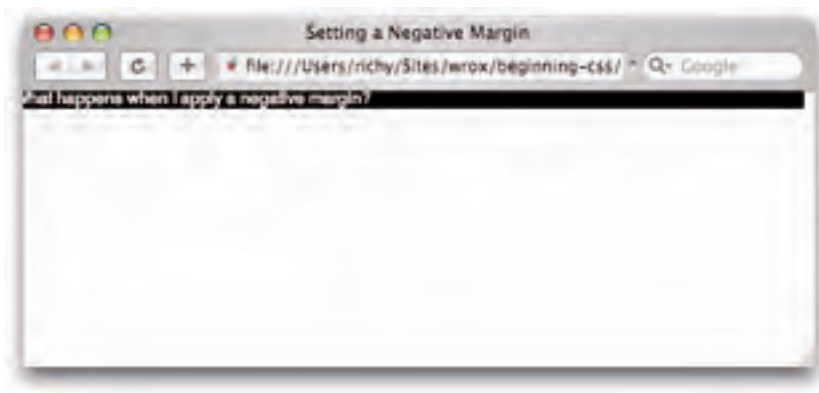 Setting a Negative Margin
file:///Users/richy/Sites/wrox/beginning-css/ Google
hat happens when I apply a negative margin?